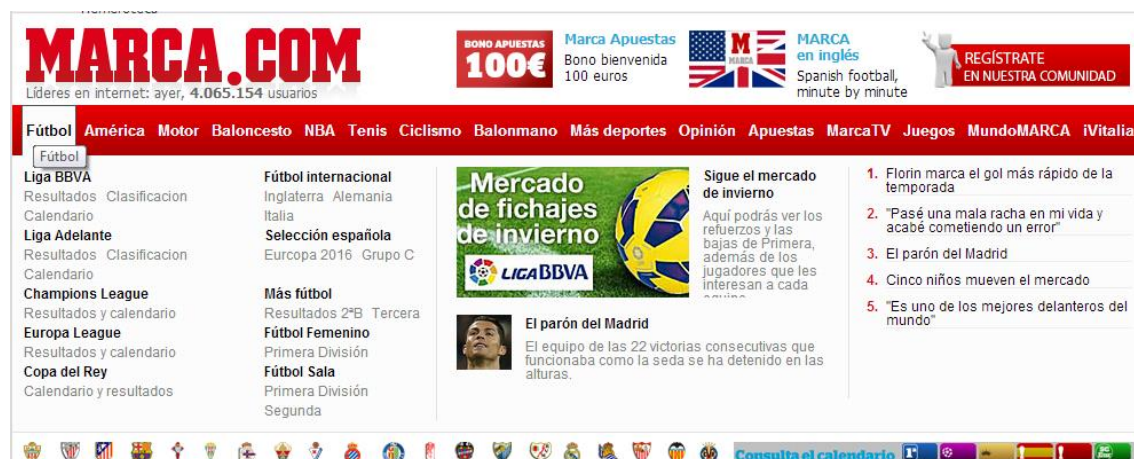 MARCA.COM
Líderes en internet: ayer, 4.065.154 usuarios
BONO APUESTAS
100€
Marca Apuestas
Bono bienvenida
100 euros
MARCA
MARCA
en inglés
Spanish football,
minute by minute
REGÍSTRATE
EN NUESTRA COMUNIDAD
Fútbol América Motor Baloncesto NBA Tenis Ciclismo Balonmano Más deportes Opinión Apuestas MarcaTV Juegos MundoMARCA iVitalia
Fútbol
Liga BBVA
Resultados Clasificacion
Calendario
Liga Adelante
Resultados Clasificacion
Calendario
Champions League
Resultados y calendario
Europa League
Resultados y calendario
Copa del Rey
Calendario y resultados
Fútbol internacional
Inglaterra Alemania
Italia
Selección española
Eurcopa 2016 Grupo C
Más fútbol
Resultados 2ªB Tercera
Fútbol Femenino
Primera División
Fútbol Sala
Primera División
Segunda
Mercado
de fichajes
de invierno
LIGA BBVA
Sigue el mercado
de invierno
Aquí podrás ver los
refuerzos y las
bajas de Primera,
además de los
jugadores que les
interesan a cada
El parón del Madrid
El equipo de las 22 victorias consecutivas que
funcionaba como la seda se ha detenido en las
alturas.
1. Florin marca el gol más rápido de la
temporada
2. "Pasé una mala racha en mi vida y
acabé cometiendo un error"
3. El parón del Madrid
4. Cinco niños mueven el mercado
5. "Es uno de los mejores delanteros del
mundo"
Consulta el calendario